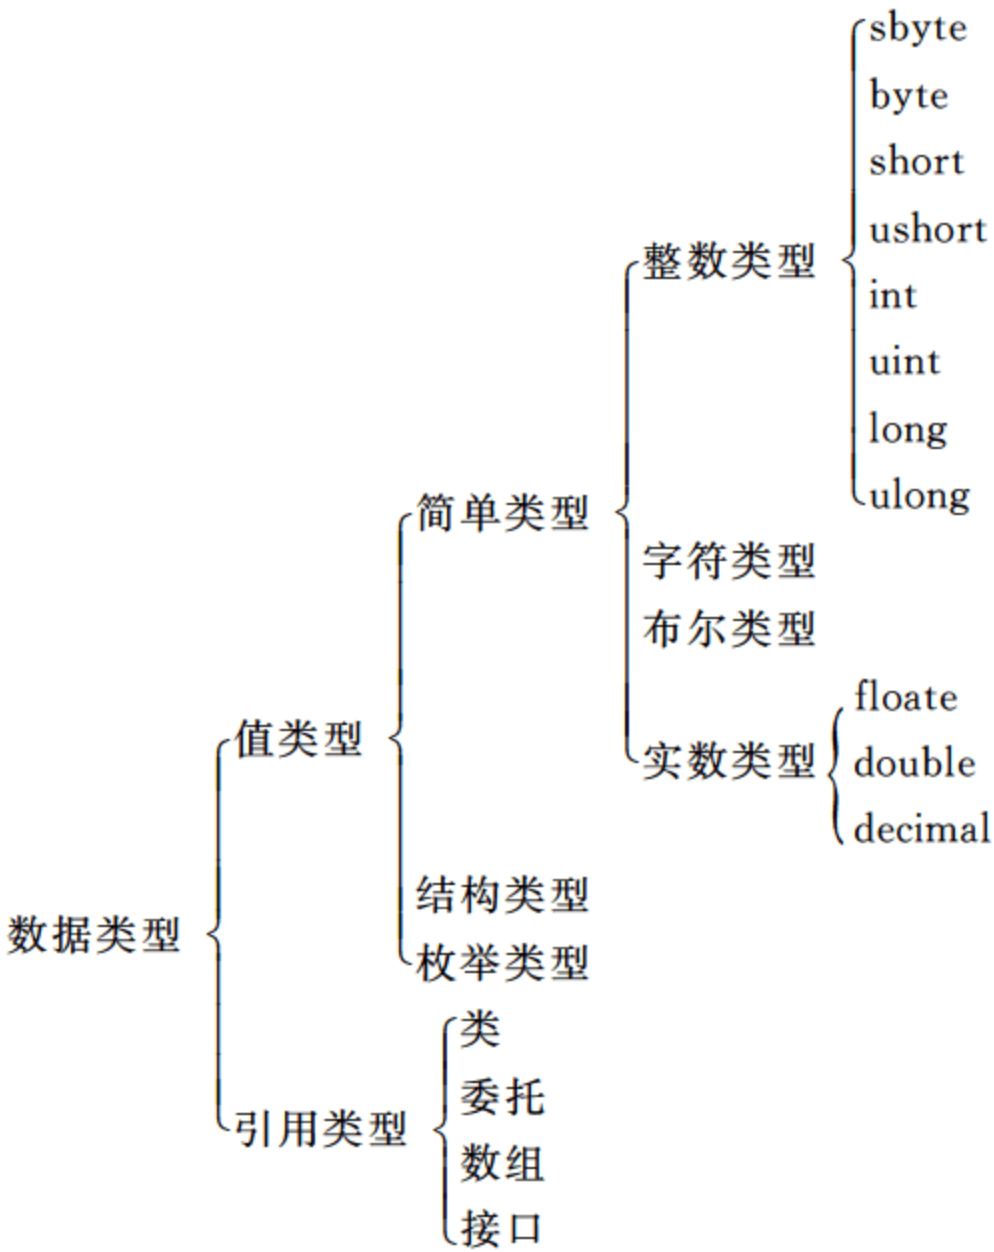 sbyte
byte
short
ushort
整数类型
int
uint
long
ulong
简单类型
字符类型
布尔类型
floate
值类型
实数类型
double
decimal
结构类型
数据类型
枚举类型
类
委托
引用类型
数组
接口